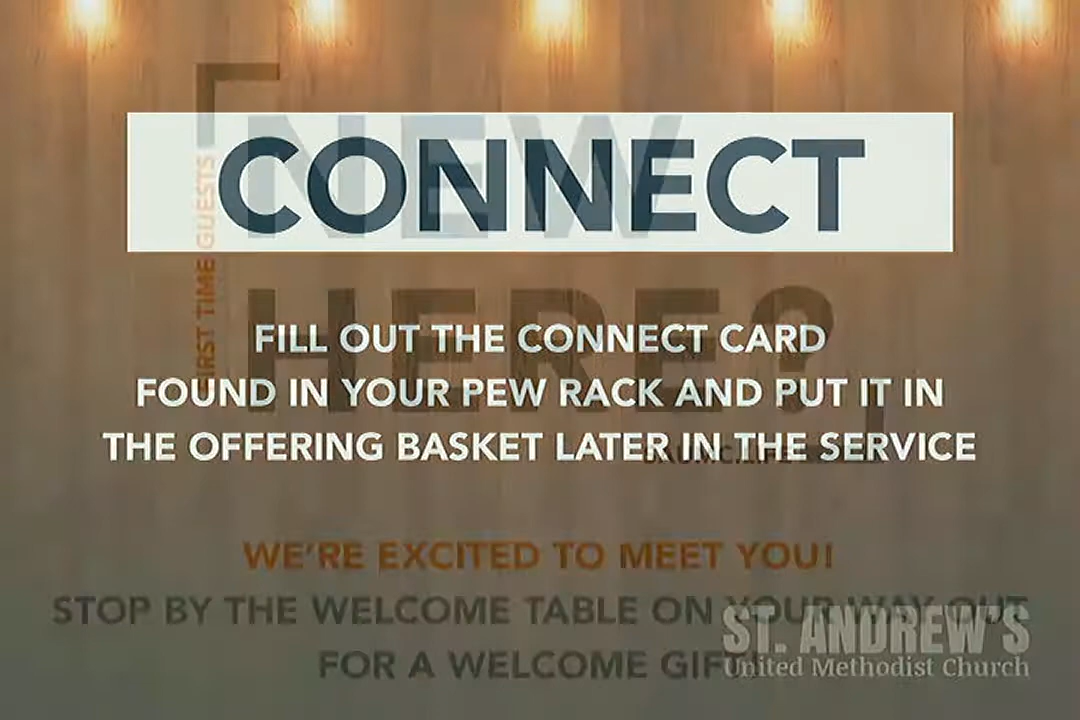 CONNECT
FILL OUT THE CONNECT CARD
FOUND IN YOUR PEW RACK AND PUT IT IN
THE OFFERING BASKET LATER IN THE SERVICE
FIRST TIME GUESTS
NEW
HERE?
WE'RE EXCITED TO MEET YOU!
STOP BY THE WELCOME TABLE ON YOUR WAY OUT
FOR A WELCOME
ST. ANDREW'S
United Methodist Church